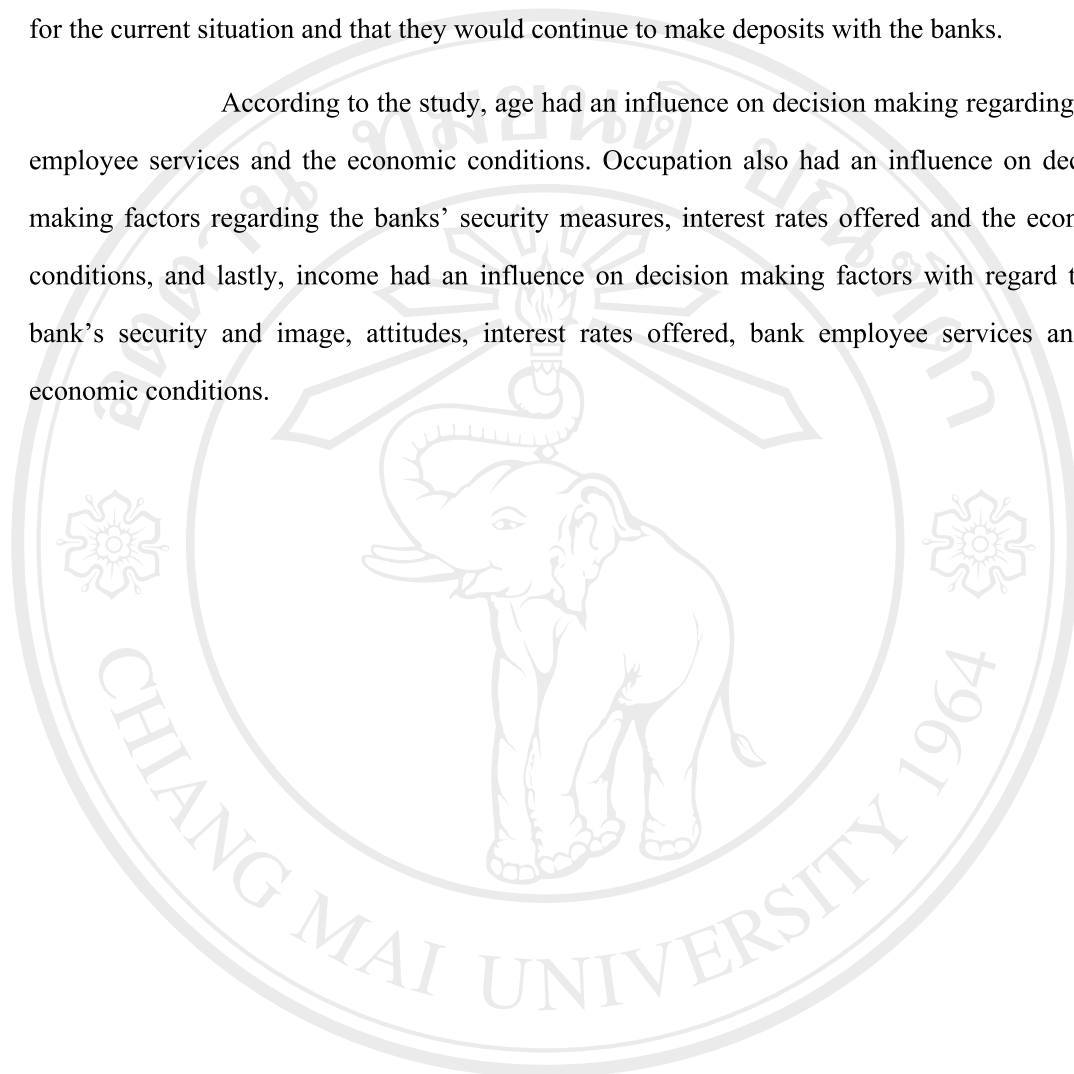 for the current situation and that they would continue to make deposits with the banks.
According to the study, age had an influence on decision making regarding
employee services and the economic conditions. Occupation also had an influence on
making factors regarding the banks' security measures, interest rates offered and the
conditions, and lastly, income had an influence on decision making factors with regard
bank's security and image, attitudes, interest rates offered, bank employee services
economic conditions.
CHIANG MAI UNIVERSITY 1964